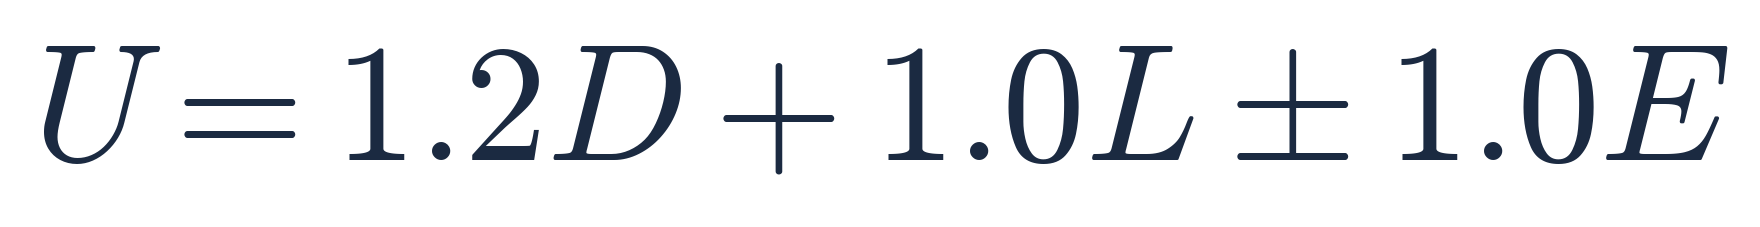 U = 1.2D + 1.0L ± 1.0E